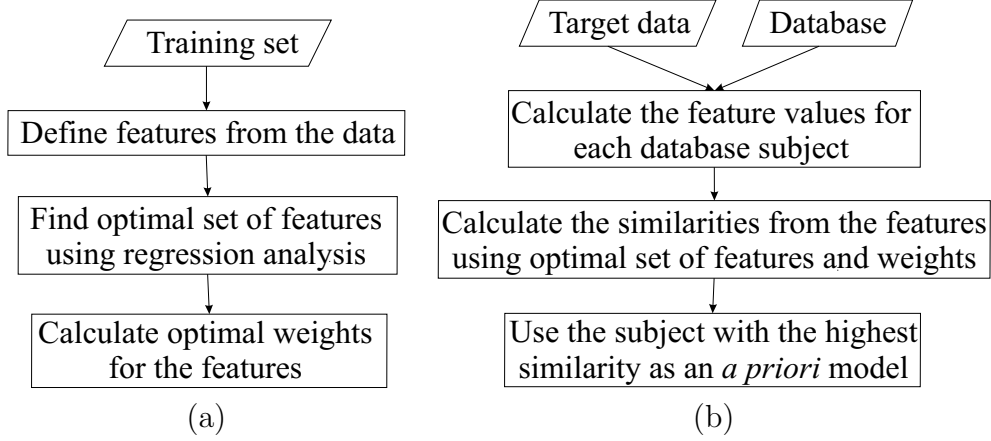 Training set
Define features from the data
Find optimal set of features
using regression analysis
Calculate optimal weights
for the features
(a)
Target data
Database
Calculate the feature values for
each database subject
Calculate the similarities from the features
using optimal set of features and weights
Use the subject with the highest
similarity as an a priori model
(b)